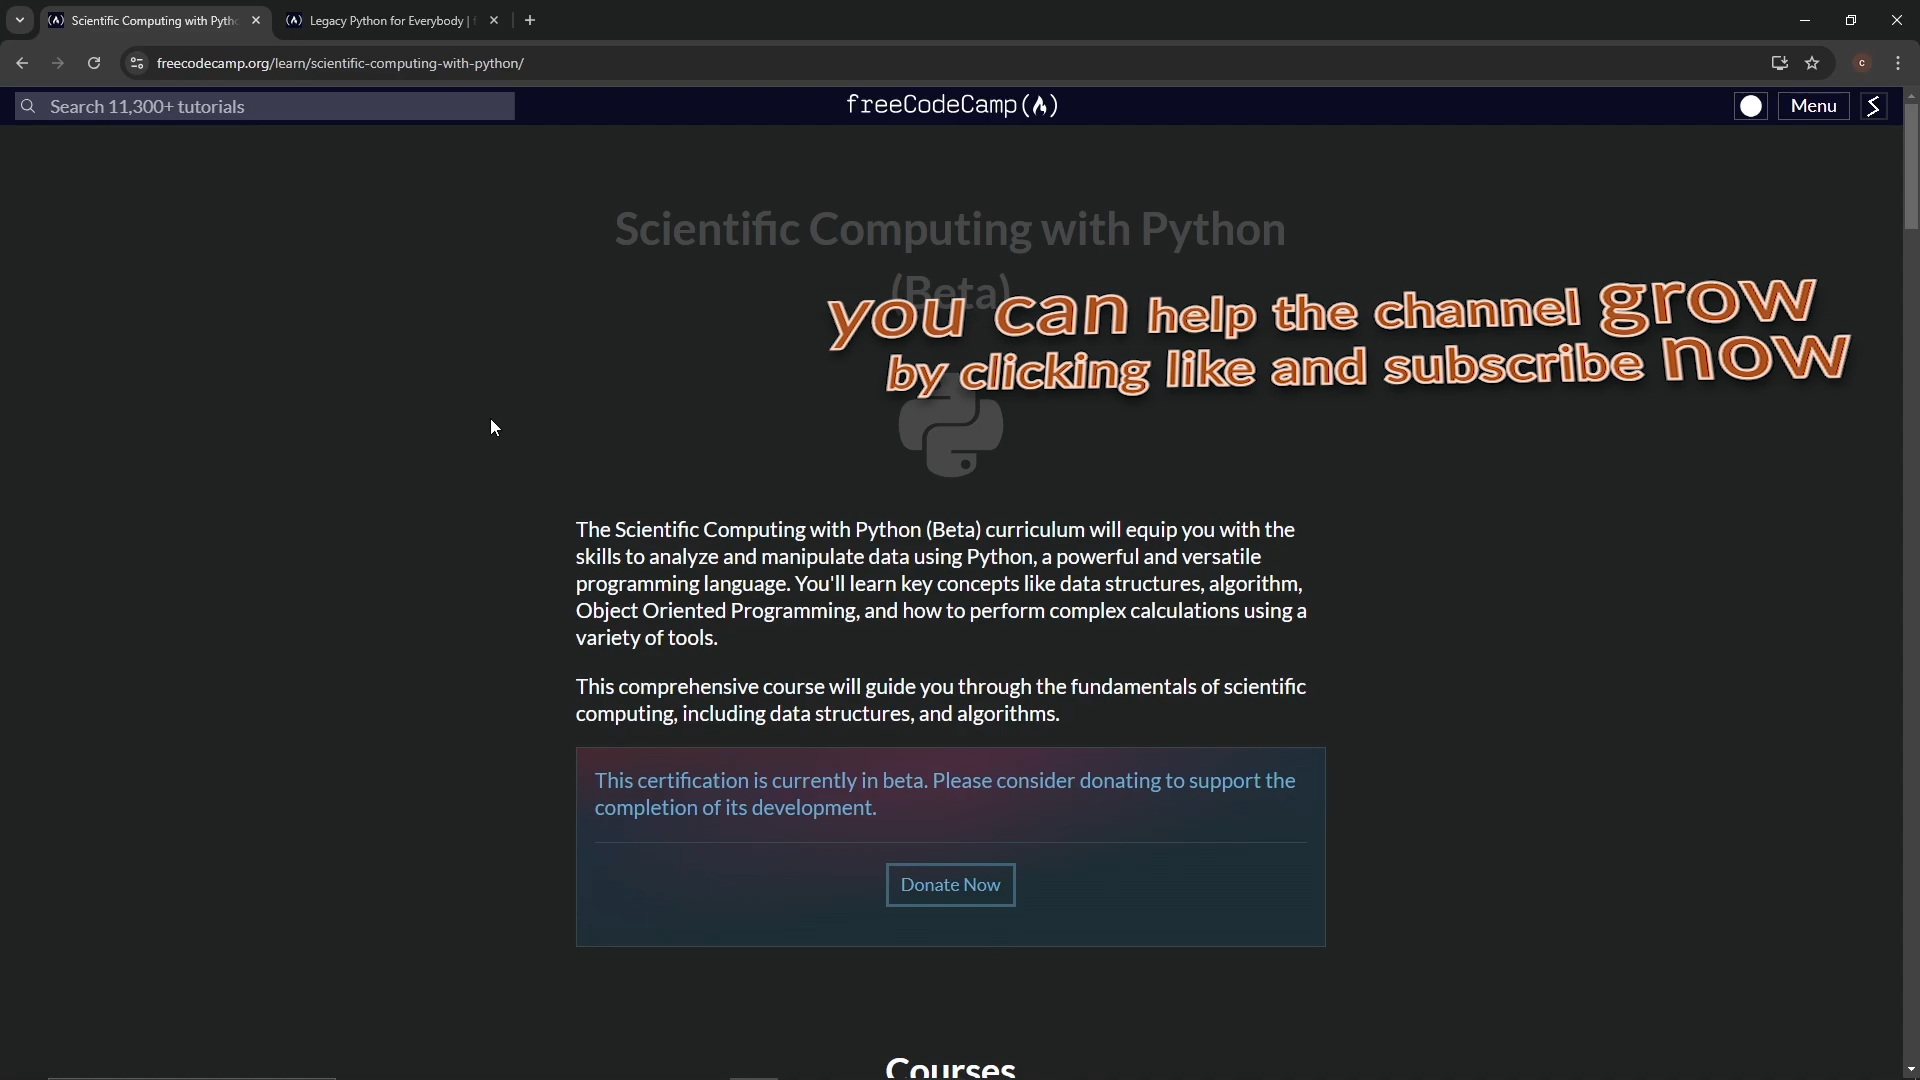 Scientific Computing with Pytho
Legacy Python for Everybody |
freecodecamp.org/learn/scientific-computing-with-python/
c
Search 11,300+ tutorials
freeCodeCamp
Menu
Scientific Computing with Python
(Beta)
you can help the channel grow
by clicking like and subscribe now
The Scientific Computing with Python (Beta) curriculum will equip you with the
skills to analyze and manipulate data using Python, a powerful and versatile
programming language. You'll learn key concepts like data structures, algorithm,
Object Oriented Programming, and how to perform complex calculations using a
variety of tools.
This comprehensive course will guide you through the fundamentals of scientific
computing, including data structures, and algorithms.
This certification is currently in beta. Please consider donating to support the
completion of its development.
Donate Now
Courses